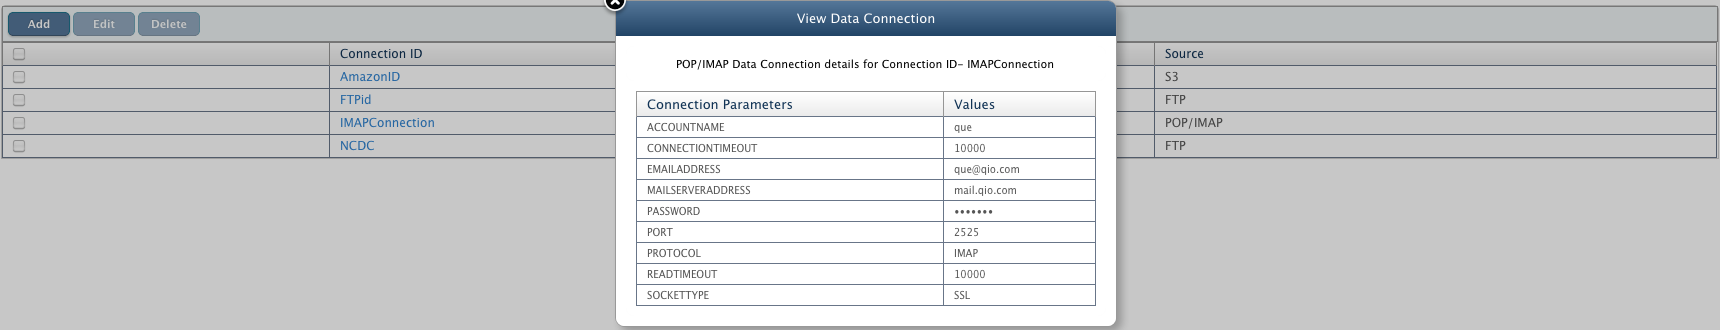 Add Edit Delete
View Data Connection
Connection ID Source
AmazonID S3
FTPid FTP
IMAPConnection POP/IMAP
NCDC FTP
POP/IMAP Data Connection details for Connection ID- IMAPConnection
Connection Parameters Values
ACCOUNTNAME que
CONNECTIONTIMEOUT 10000
EMAILADDRESS que@qio.com
MAILSERVERADDRESS mail.qio.com
PASSWORD •••••••
PORT 2525
PROTOCOL IMAP
READTIMEOUT 10000
SOCKETTYPE SSL